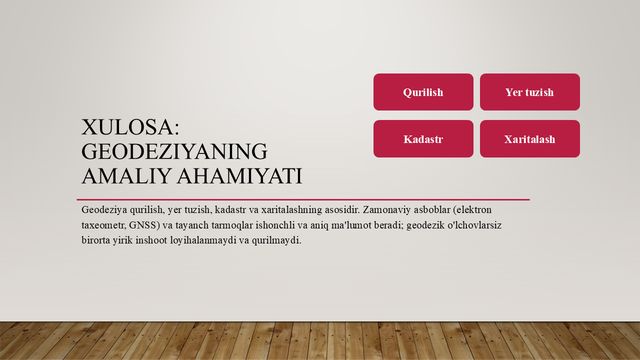 Qurilish
Yer tuzish
Kadastr
Xaritalash
XULOSA:
GEODEZIYANING
AMALIY AHAMIYATI
Geodeziya qurilish, yer tuzish, kadastr va xaritalashning asosidir. Zamonaviy asboblar (elektron
taxeometr, GNSS) va tayanch tarmoqlar ishonchli va aniq ma'lumot beradi; geodezik o'lchovlarsiz
birorta yirik inshoot loyihalanmaydi va qurilmaydi.